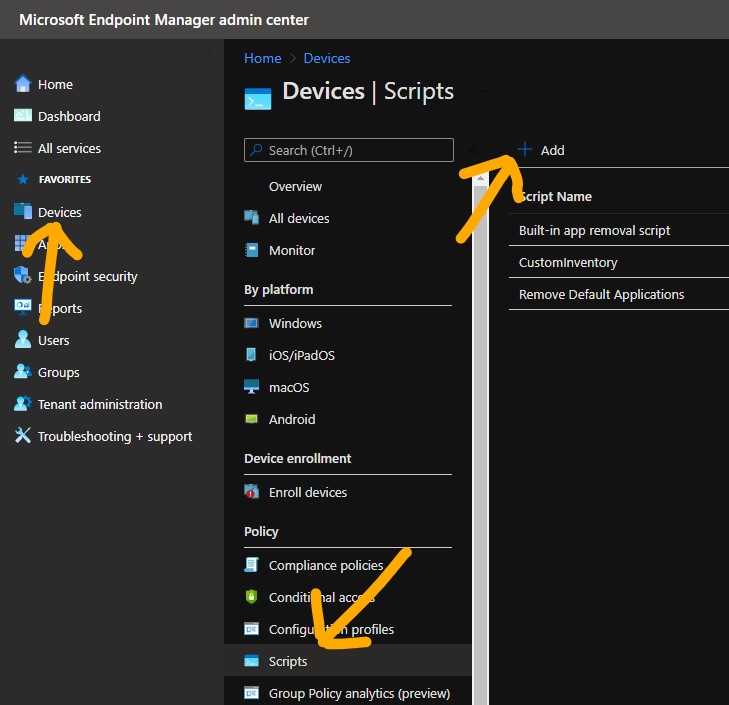 Microsoft Endpoint Manager admin center
Home
Dashboard
All services
FAVORITES
Devices
Apps
Endpoint security
Reports
Users
Groups
Tenant administration
Troubleshooting + support
Home > Devices
Devices | Scripts
Search (Ctrl+/)
Overview
All devices
Monitor
By platform
Windows
iOS/iPadOS
macOS
Android
Device enrollment
Enroll devices
Policy
Compliance policies
Conditional access
Configuration profiles
Scripts
Group Policy analytics (preview)
+ Add
Script Name
Built-in app removal script
CustomInventory
Remove Default Applications